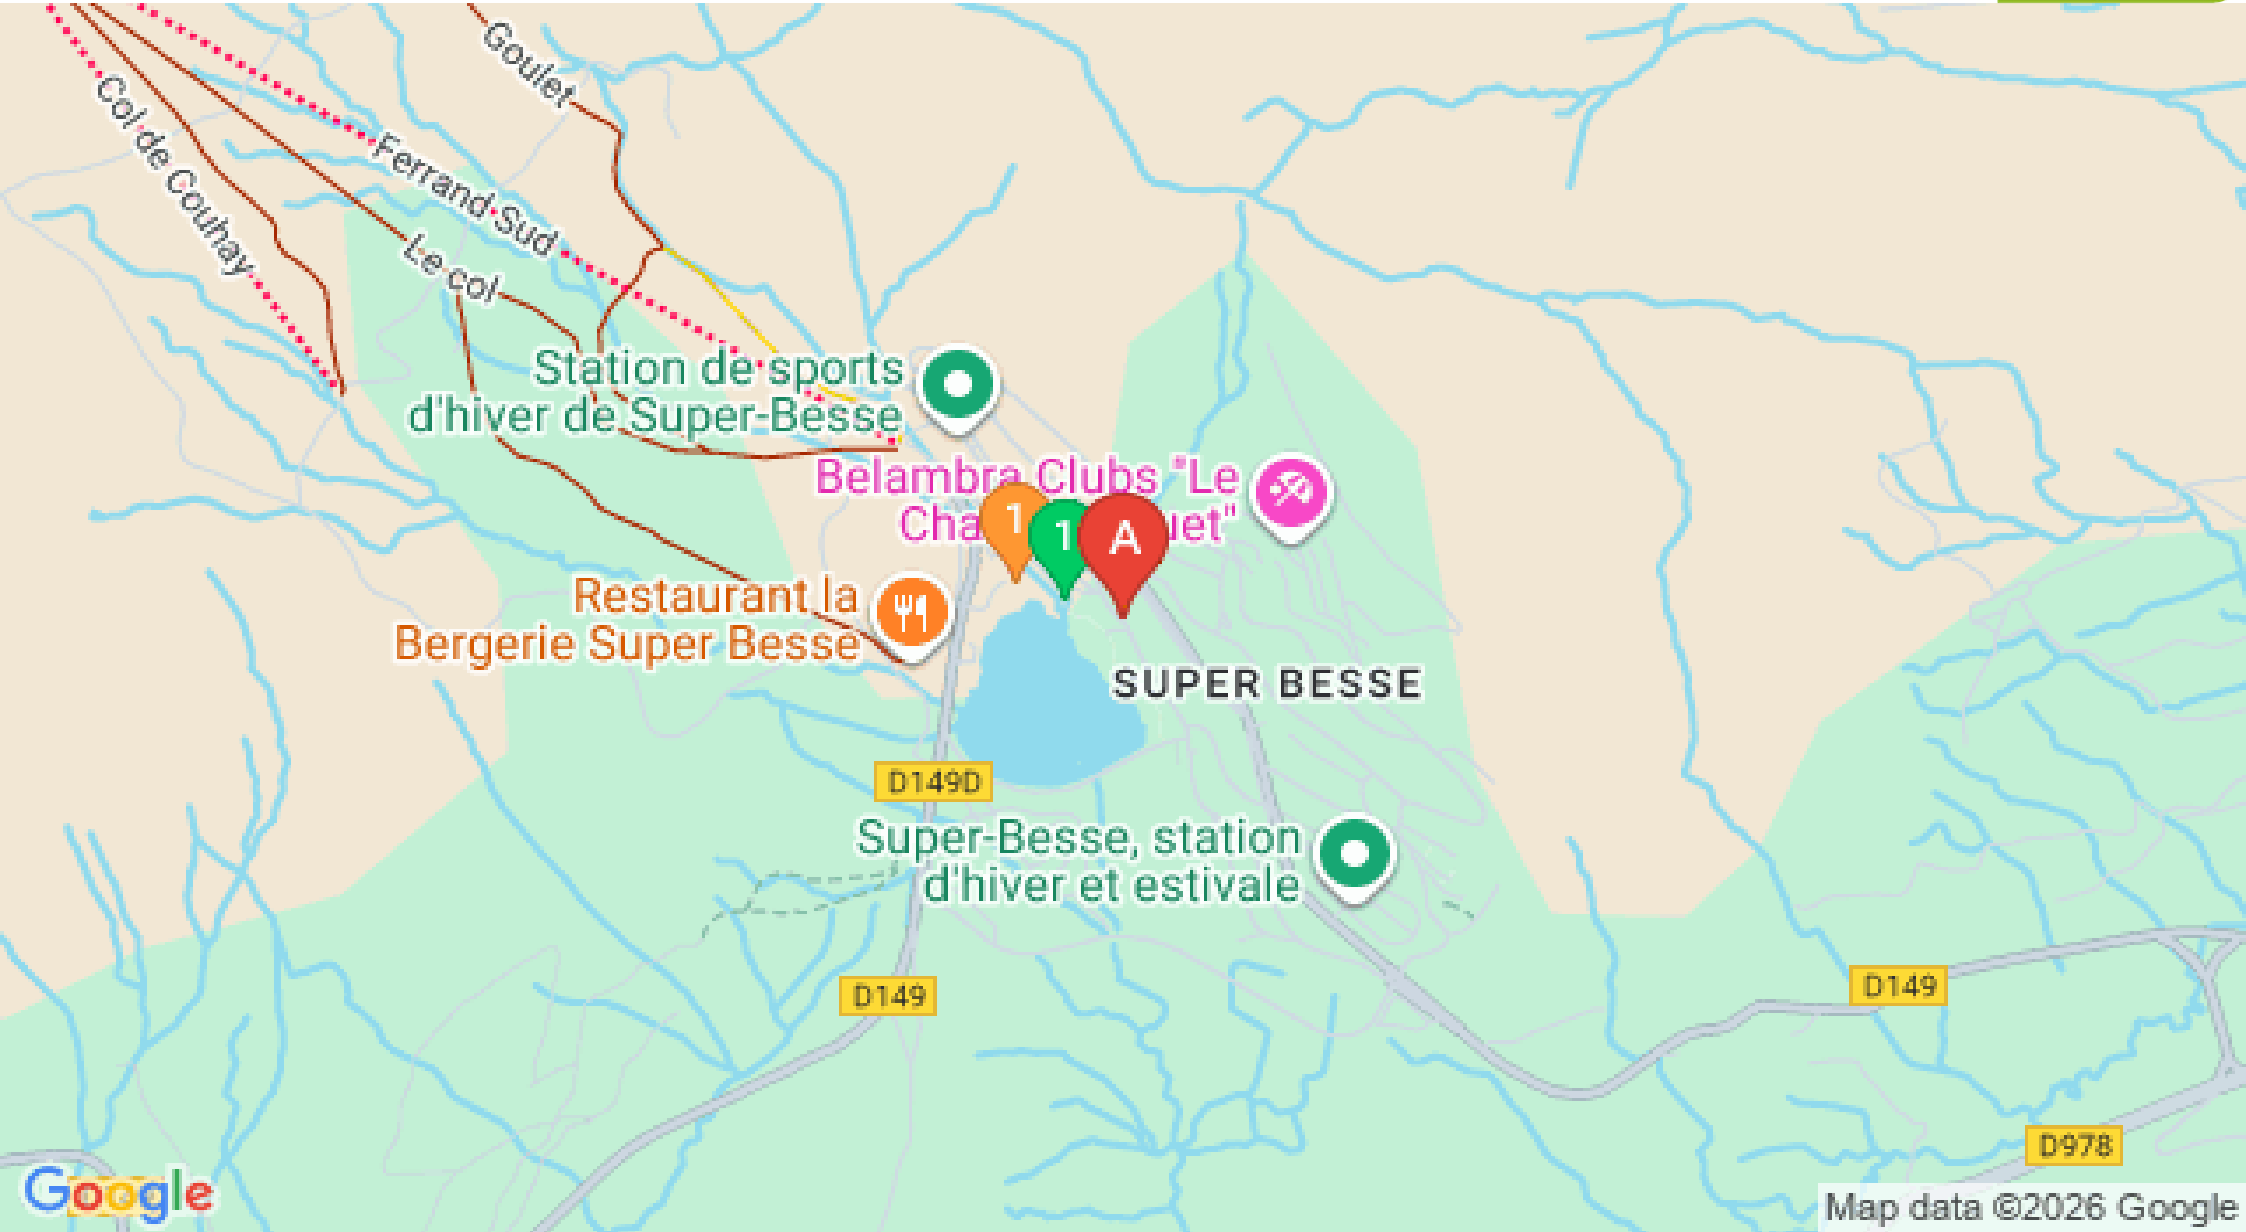 Goulet
Col de Couhay
Ferrand Sud
Le col
Station de sports
d'hiver de Super-Besse
Belambra Clubs "Le
Cha uet"
1
1
A
Restaurant la
Bergerie Super Besse
SUPER BESSE
D149D
Super-Besse, station
d'hiver et estivale
D149
D149
D978
Google
Map data ©2026 Google